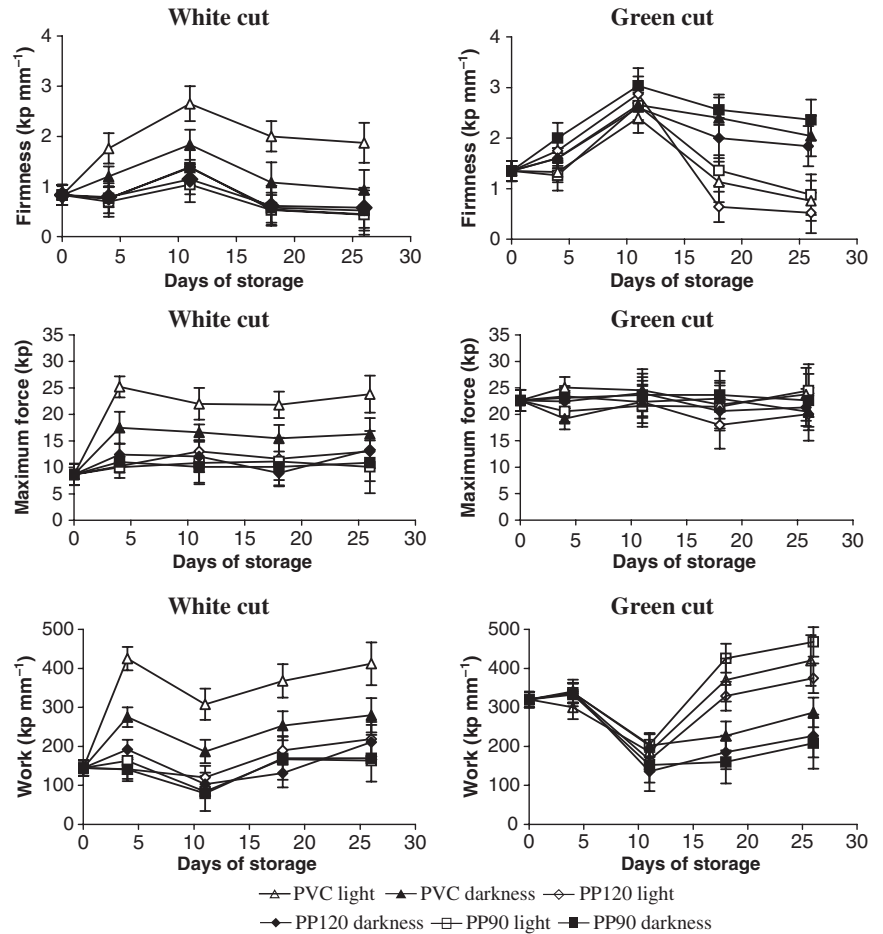 White cut
Green cut
Firmness (kp mm⁻¹)
4
3
2
1
0
0 5 10 15 20 25 30
Days of storage
Firmness (kp mm⁻¹)
4
3
2
1
0
0 5 10 15 20 25 30
Days of storage
White cut
Green cut
Maximum force (kp)
35
30
25
20
15
10
5
0
0 5 10 15 20 25 30
Days of storage
Maximum force (kp)
35
30
25
20
15
10
5
0
0 5 10 15 20 25 30
Days of storage
White cut
Green cut
Work (kp mm⁻¹)
500
400
300
200
100
0
0 5 10 15 20 25 30
Days of storage
Work (kp mm⁻¹)
500
400
300
200
100
0
0 5 10 15 20 25 30
Days of storage
PVC light PVC darkness PP120 light
PP120 darkness PP90 light PP90 darkness